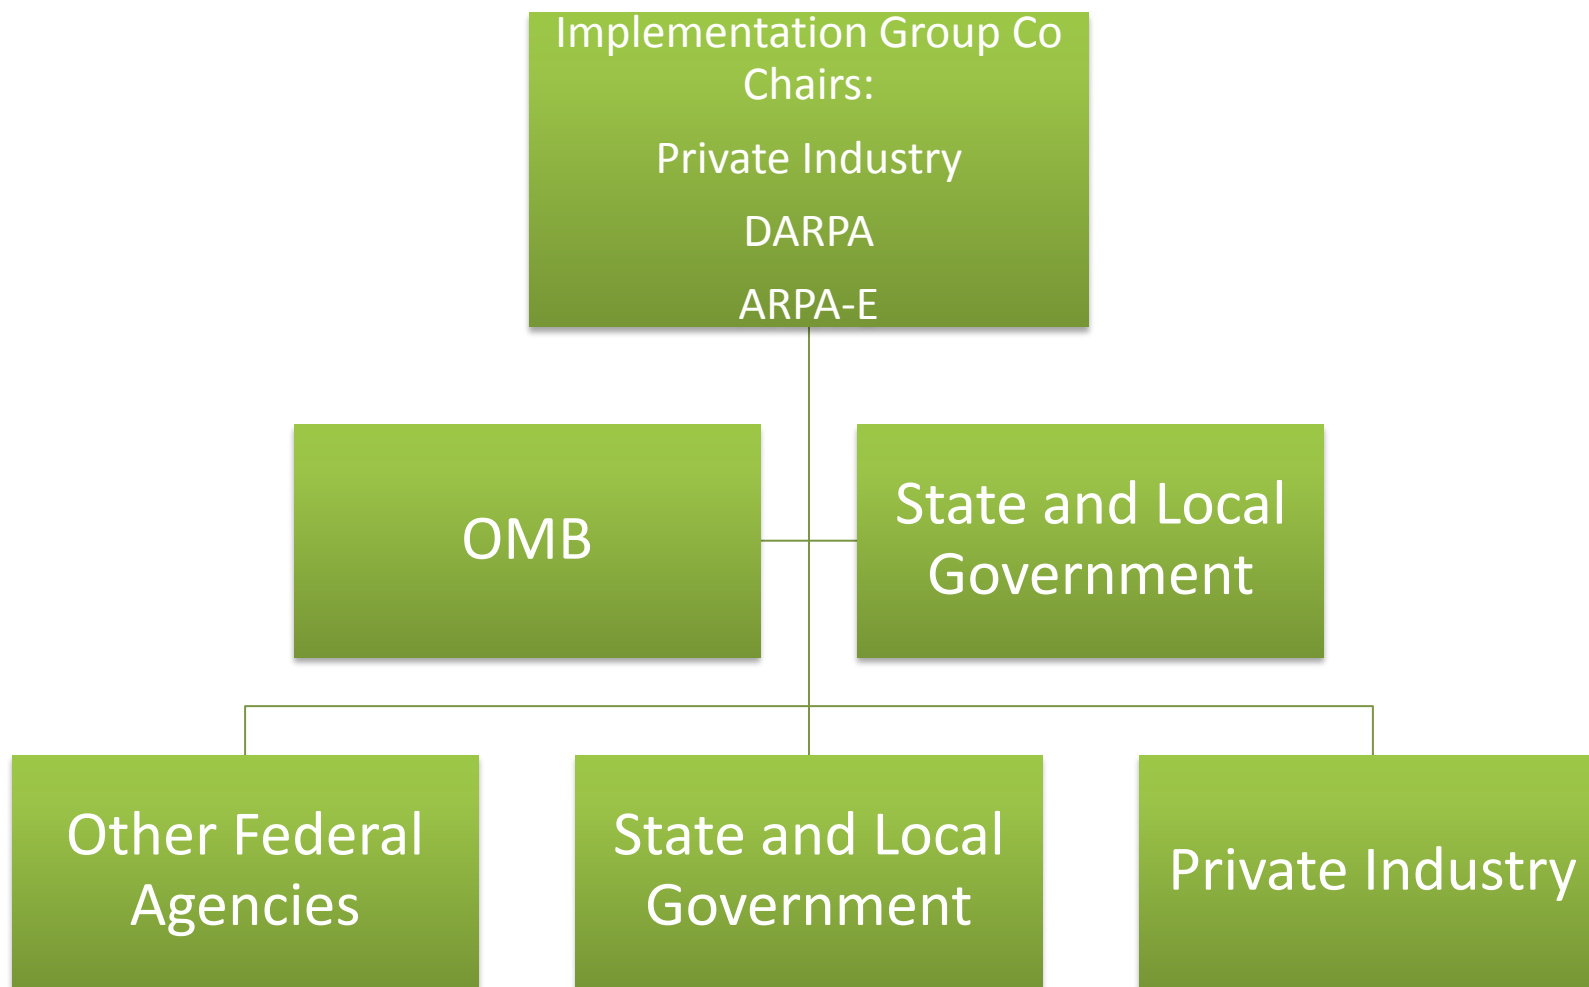 Implementation Group Co
Chairs:
Private Industry
DARPA
ARPA-E
OMB
State and Local
Government
Other Federal
Agencies
State and Local
Government
Private Industry